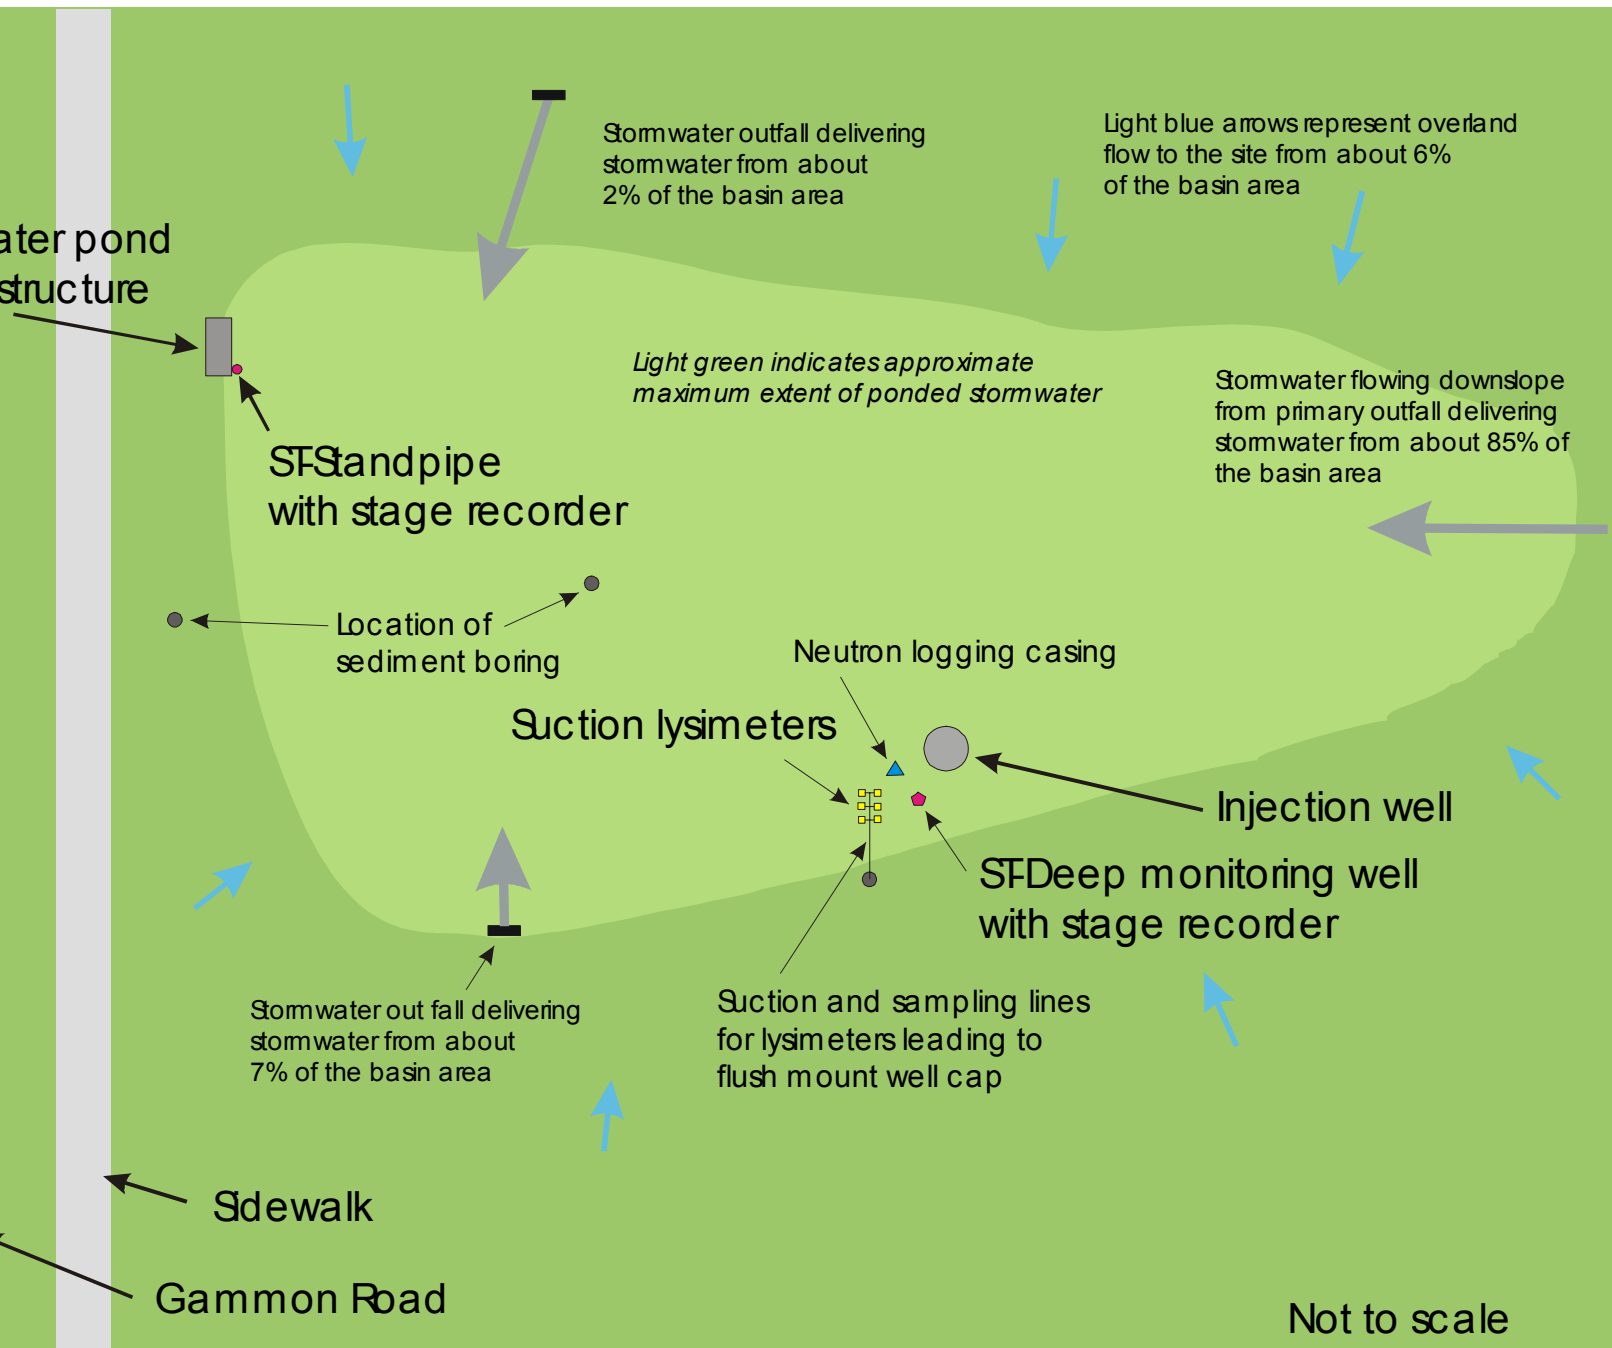 Stormwater outfall delivering
stormwater from about
2% of the basin area
Light blue arrows represent overland
flow to the site from about 6%
of the basin area
ater pond
structure
Light green indicates approximate
maximum extent of ponded stormwater
Stormwater flowing downslope
from primary outfall delivering
stormwater from about 85% of
the basin area
SF-Standpipe
with stage recorder
Location of
sediment boring
Neutron logging casing
Suction lysimeters
Injection well
SF-Deep monitoring well
with stage recorder
Stormwater out fall delivering
stormwater from about
7% of the basin area
Suction and sampling lines
for lysimeters leading to
flush mount well cap
Sidewalk
Gammon Road
Not to scale